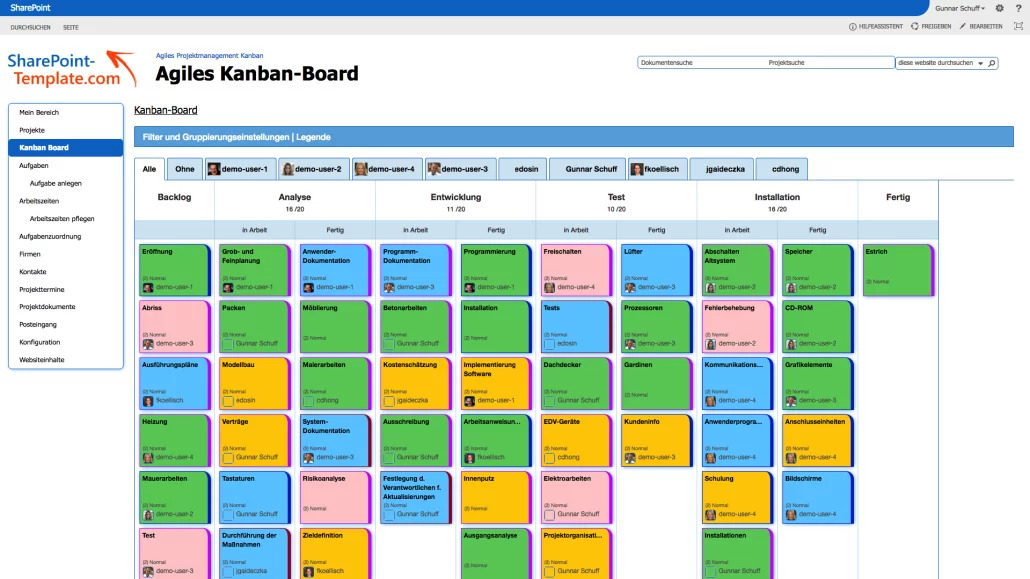 SharePoint
Gunnar Schuff
DURCHSUCHEN SEITE
HILFEASSISTENT FREIGEBEN BEARBEITEN
SharePoint-
Template.com
Agiles Projektmanagement Kanban
Agiles Kanban-Board
Dokumentensuche Projektsuche diese website durchsuchen
Mein Bereich
Projekte
Kanban Board
Aufgaben
Aufgabe anlegen
Arbeitszeiten
Arbeitszeiten pflegen
Aufgabenzuordnung
Firmen
Kontakte
Projekttermine
Projektdokumente
Posteingang
Konfiguration
Websiteinhalte
Kanban-Board
Filter und Gruppierungseinstellungen | Legende
Alle Ohne demo-user-1 demo-user-2 demo-user-4 demo-user-3 edosin Gunnar Schuff fkoellisch jgaideczka cdhong
Backlog Analyse Entwicklung Test Installation Fertig
16 /20 11 /20 10 /20 16 /20
in Arbeit Fertig in Arbeit Fertig in Arbeit Fertig in Arbeit Fertig
Eröffnung
(2) Normal
demo-user-1
Grob- und
Feinplanung
(2) Normal
demo-user-1
Anwender-
Dokumentation
(2) Normal
demo-user-1
Programm-
Dokumentation
(2) Normal
demo-user-3
Programmierung
(2) Normal
demo-user-1
Freischalten
(2) Normal
demo-user-4
Lüfter
(2) Normal
demo-user-3
Abschalten
Altsystem
(2) Normal
demo-user-2
Speicher
(2) Normal
demo-user-2
Estrich
(2) Normal
Abriss
(2) Normal
demo-user-3
Packen
(2) Normal
Gunnar Schuff
Möblierung
(2) Normal
Betonarbeiten
(2) Normal
Gunnar Schuff
Installation
(2) Normal
Tests
(2) Normal
edosin
Prozessoren
(2) Normal
demo-user-3
Fehlerbehebung
(2) Normal
demo-user-2
CD-ROM
(2) Normal
demo-user-2
Ausführungspläne
(2) Normal
fkoellisch
Modellbau
(2) Normal
edosin
Malerarbeiten
(2) Normal
cdhong
Kostenschätzung
(2) Normal
jgaideczka
Implementierung
Software
(2) Normal
demo-user-1
Dachdecker
(2) Normal
Gunnar Schuff
Gardinen
(2) Normal
Kommunikations...
(2) Normal
demo-user-4
Grafikelemente
(2) Normal
demo-user-3
Heizung
(2) Normal
demo-user-4
Verträge
(2) Normal
Gunnar Schuff
System-
Dokumentation
(2) Normal
demo-user-3
Ausschreibung
(2) Normal
Gunnar Schuff
Arbeitsanweisun...
(2) Normal
fkoellisch
EDV-Geräte
(2) Normal
cdhong
Kundeninfo
(2) Normal
demo-user-3
Anwenderprogra...
(2) Normal
demo-user-4
Anschlusseinheiten
(2) Normal
demo-user-4
Mauerarbeiten
(2) Normal
demo-user-2
Tastaturen
(2) Normal
Gunnar Schuff
Risikoanalyse
(2) Normal
Festlegung d.
Verantwortlichen f.
Aktualisierungen
(2) Normal
Gunnar Schuff
Innenputz
(2) Normal
Elektroarbeiten
(2) Normal
Gunnar Schuff
Schulung
(2) Normal
demo-user-4
Bildschirme
(2) Normal
demo-user-4
Test
(2) Normal
demo-user-3
Durchführung der
Maßnahmen
(2) Normal
jgaideczka
Zieldefinition
(2) Normal
fkoellisch
Ausgangsanalyse
(2) Normal
Projektorganisati...
(2) Normal
Gunnar Schuff
Installationen
(2) Normal
Gunnar Schuff